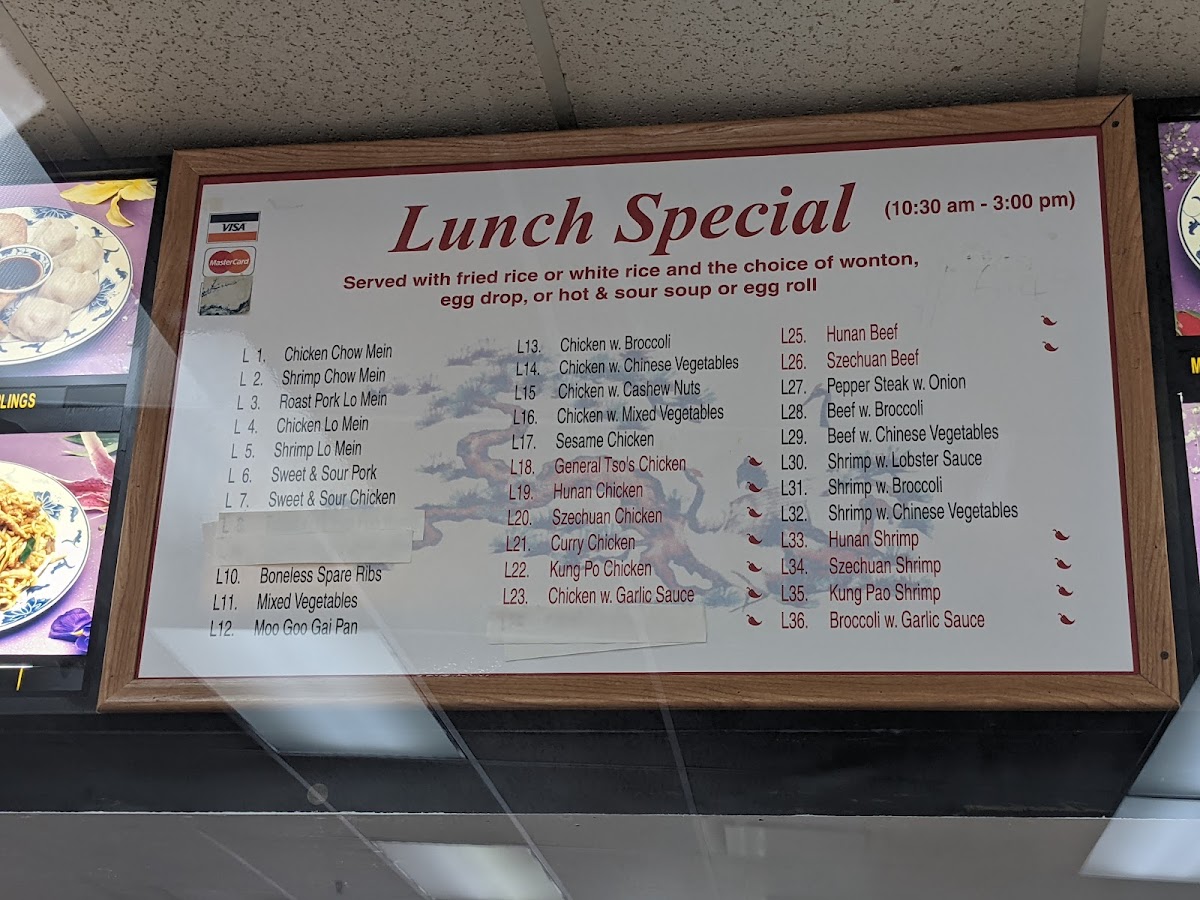 VISA
MasterCard
Lunch Special
(10:30 am - 3:00 pm)
Served with fried rice or white rice and the choice of wonton,
egg drop, or hot & sour soup or egg roll
L 1. Chicken Chow Mein
L 2. Shrimp Chow Mein
L 3. Roast Pork Lo Mein
L 4. Chicken Lo Mein
L 5. Shrimp Lo Mein
L 6. Sweet & Sour Pork
L 7. Sweet & Sour Chicken
L10. Boneless Spare Ribs
L11. Mixed Vegetables
L12. Moo Goo Gai Pan
L13. Chicken w. Broccoli
L14. Chicken w. Chinese Vegetables
L15 Chicken w. Cashew Nuts
L16. Chicken w. Mixed Vegetables
L17. Sesame Chicken
L18. General Tso's Chicken
L19. Hunan Chicken
L20. Szechuan Chicken
L21. Curry Chicken
L22. Kung Po Chicken
L23. Chicken w. Garlic Sauce
L25. Hunan Beef
L26. Szechuan Beef
L27. Pepper Steak w. Onion
L28. Beef w. Broccoli
L29. Beef w. Chinese Vegetables
L30. Shrimp w. Lobster Sauce
L31. Shrimp w. Broccoli
L32. Shrimp w. Chinese Vegetables
L33. Hunan Shrimp
L34. Szechuan Shrimp
L35. Kung Pao Shrimp
L36. Broccoli w. Garlic Sauce